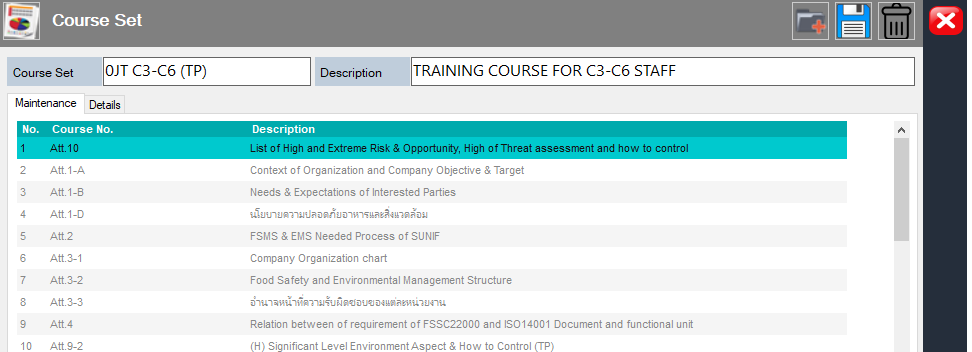 Course Set
Course Set 0JT C3-C6 (TP) Description TRAINING COURSE FOR C3-C6 STAFF
Maintenance Details
No. Course No. Description
1 Att.10 List of High and Extreme Risk & Opportunity, High of Threat assessment and how to control
2 Att.1-A Context of Organization and Company Objective & Target
3 Att.1-B Needs & Expectations of Interested Parties
4 Att.1-D นโยบายความปลอดภัยอาหารและสิ่งแวดล้อม
5 Att.2 FSMS & EMS Needed Process of SUNIF
6 Att.3-1 Company Organization chart
7 Att.3-2 Food Safety and Environmental Management Structure
8 Att.3-3 อำนาจหน้าที่ความรับผิดชอบของแต่ละหน่วยงาน
9 Att.4 Relation between of requirement of FSSC22000 and ISO14001 Document and functional unit
10 Att.9-2 (H) Significant Level Environment Aspect & How to Control (TP)